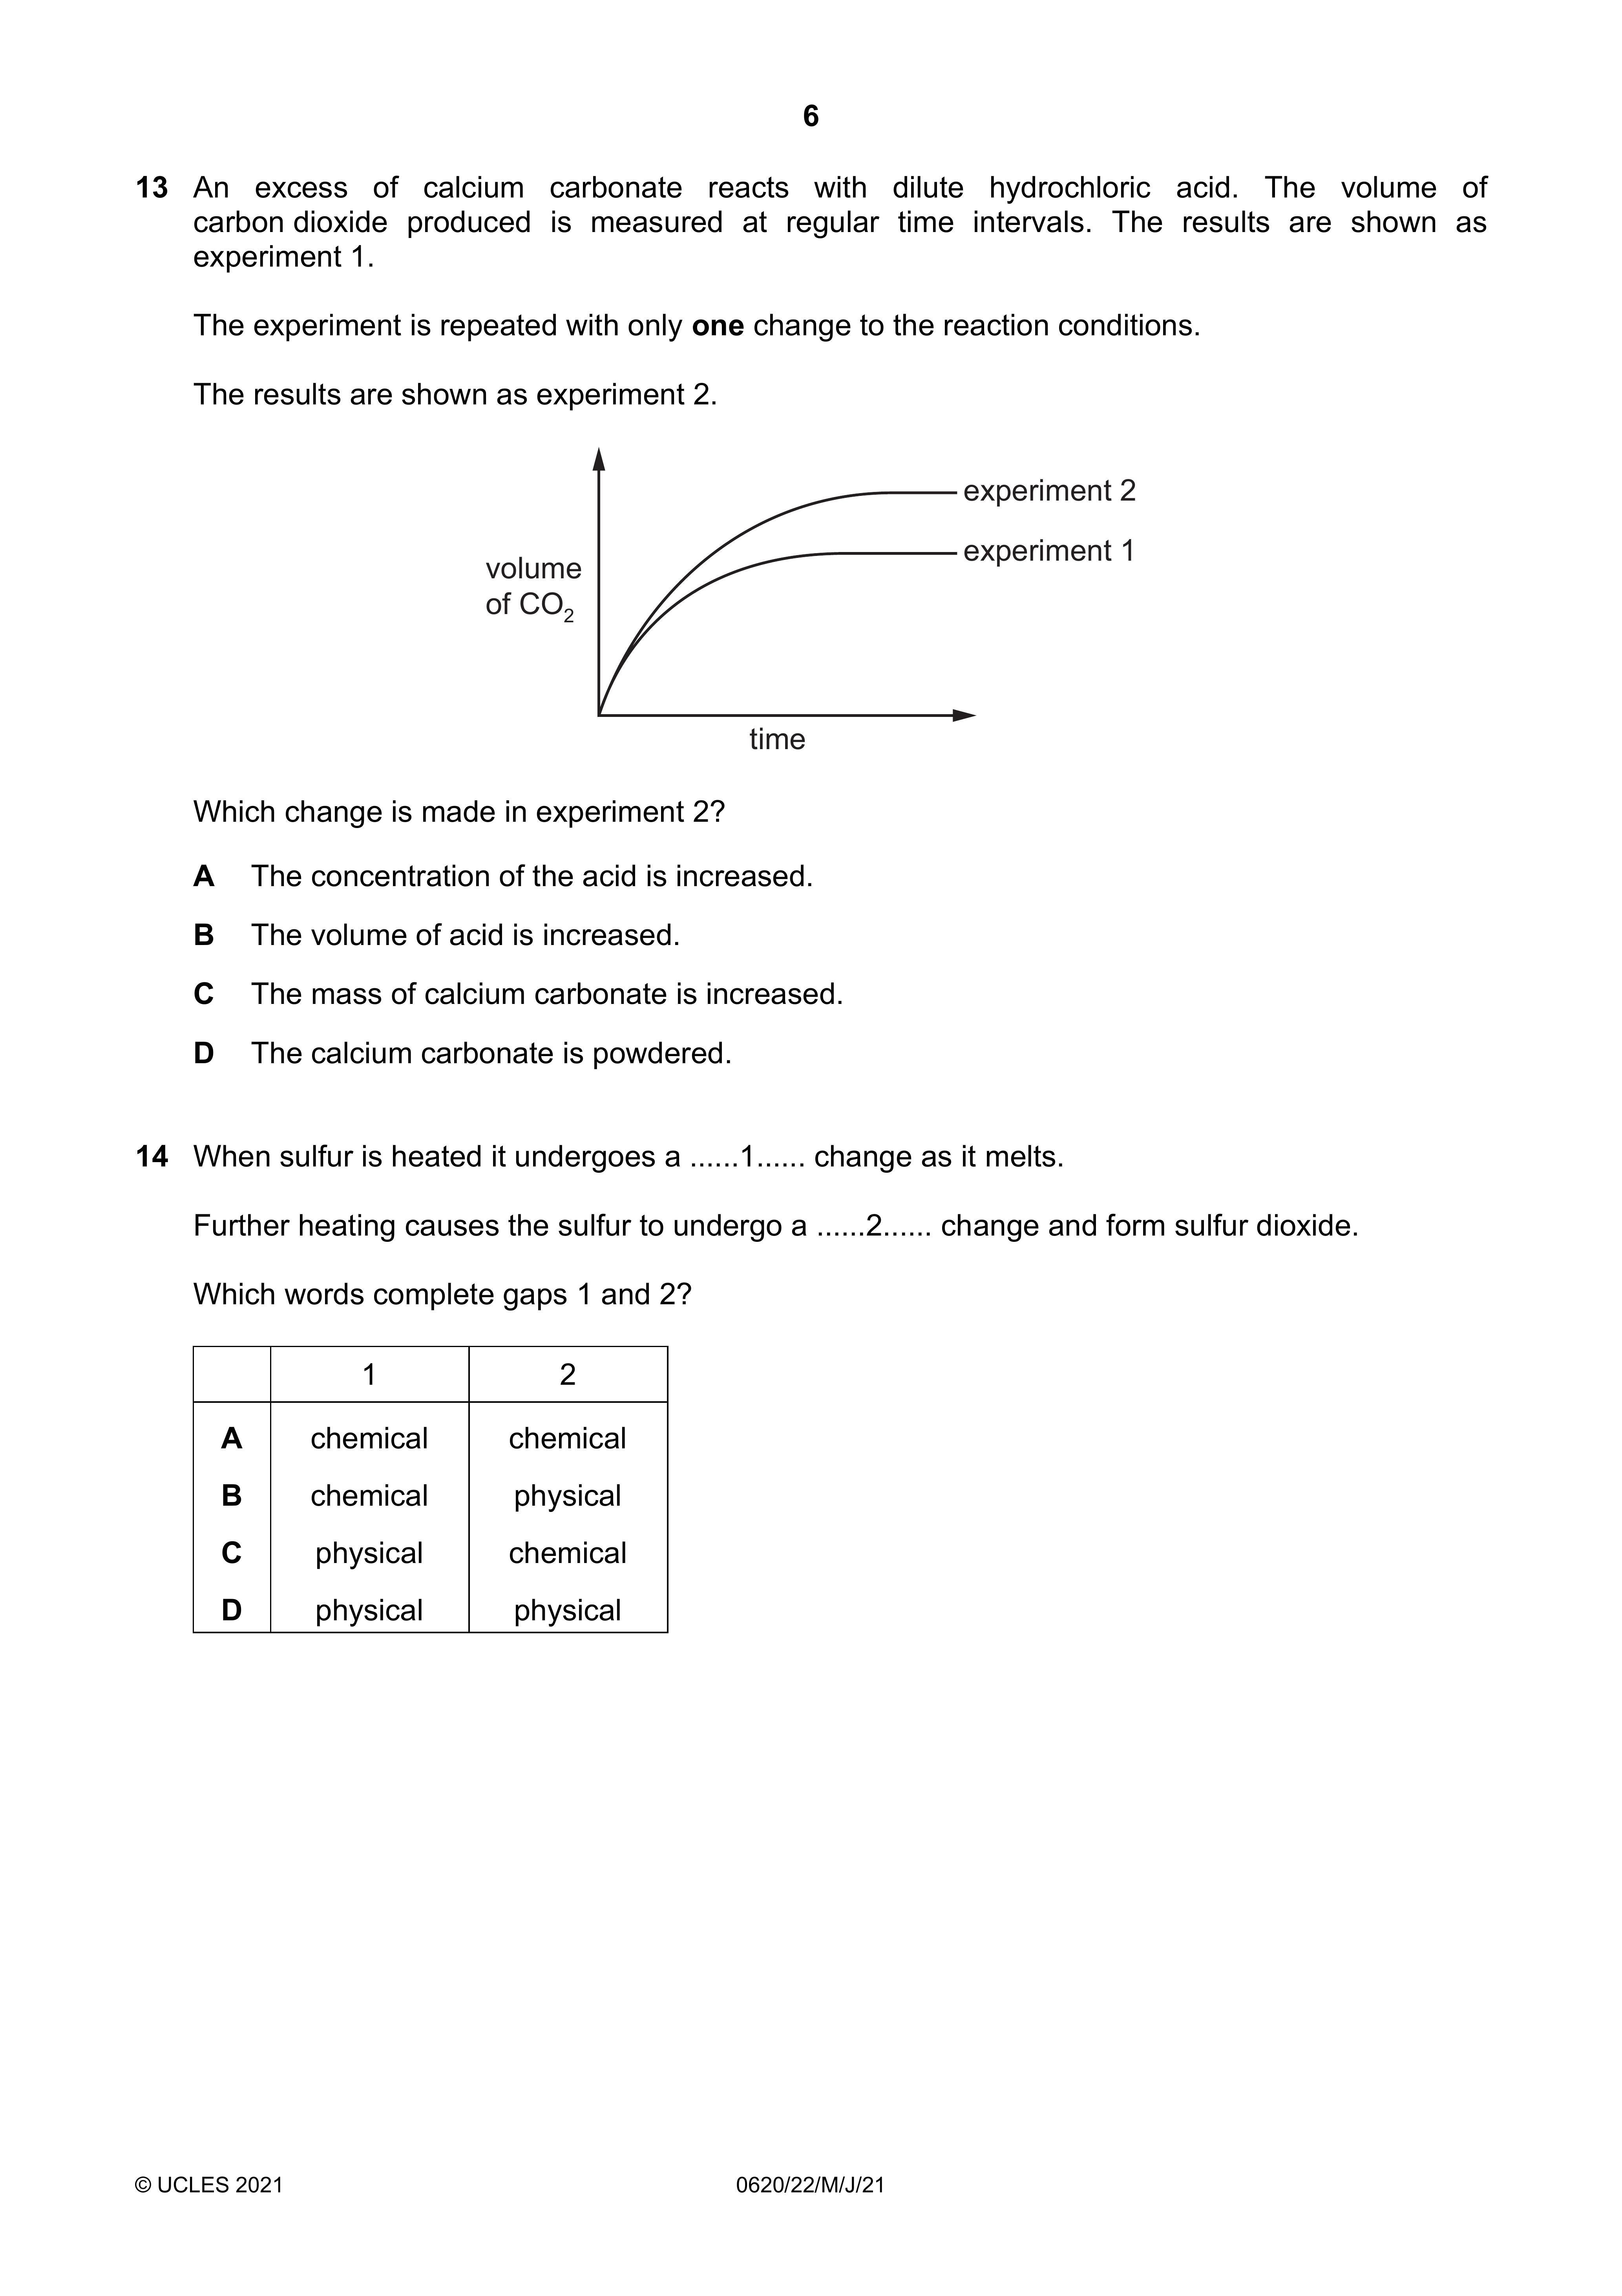 6
13 An excess of calcium carbonate reacts with dilute hydrochloric acid. The volume of
carbon dioxide produced is measured at regular time intervals. The results are shown as
experiment 1.
The experiment is repeated with only one change to the reaction conditions.
The results are shown as experiment 2.
experiment 2
experiment 1
volume
of CO2
time
Which change is made in experiment 2?
A The concentration of the acid is increased.
B The volume of acid is increased.
C The mass of calcium carbonate is increased.
D The calcium carbonate is powdered.
14 When sulfur is heated it undergoes a ......1...... change as it melts.
Further heating causes the sulfur to undergo a ......2...... change and form sulfur dioxide.
Which words complete gaps 1 and 2?
1 2
A chemical chemical
B chemical physical
C physical chemical
D physical physical
© UCLES 2021 0620/22/M/J/21